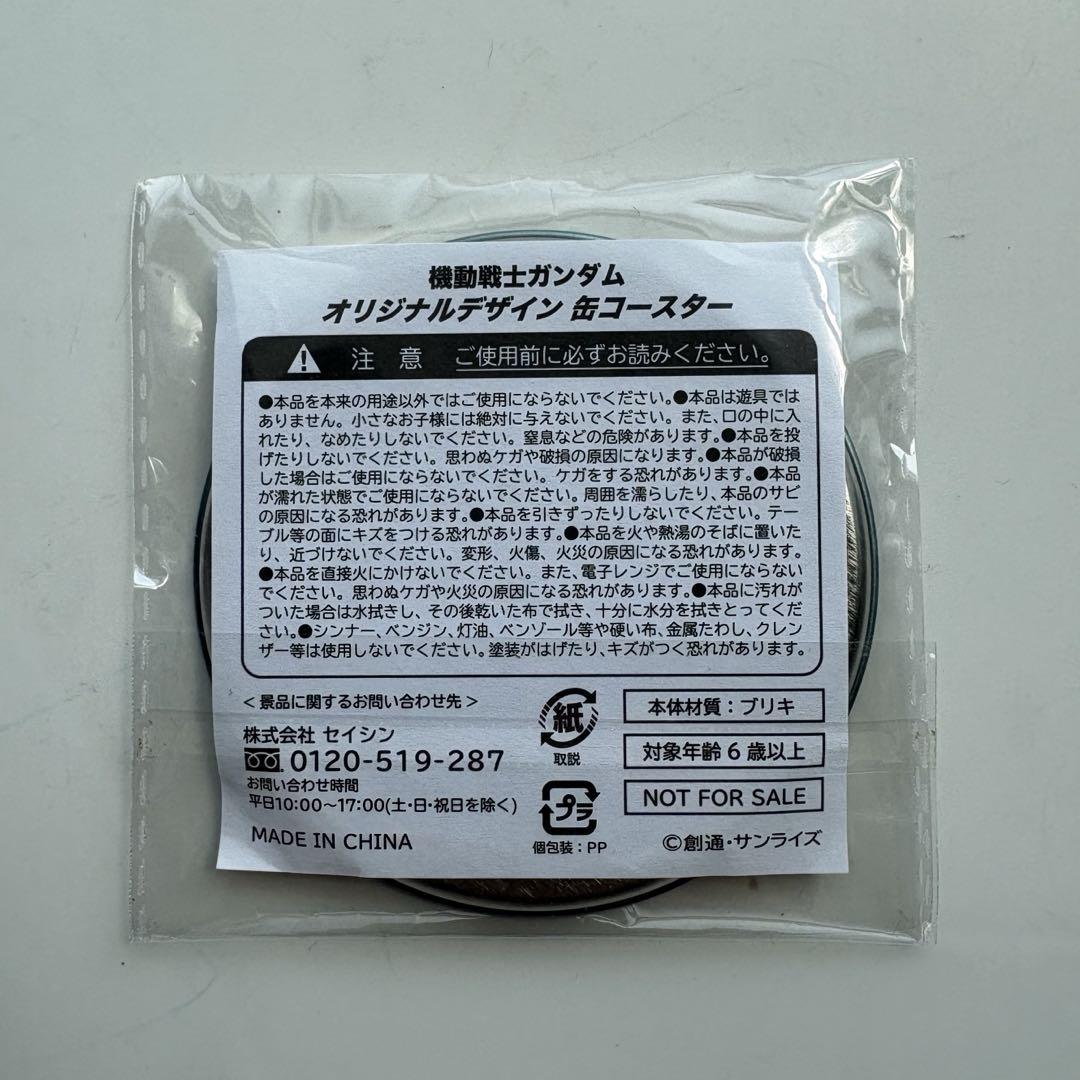 機動戦士ガンダム
オリジナルデザイン 缶コースター
注 意 ご使用前に必ずお読みください。
●本品を本来の用途以外ではご使用にならないでください。●本品は遊具では
ありません。小さなお子様には絶対に与えないでください。また、口の中に入
れたり、なめたりしないでください。窒息などの危険があります。●本品を投
げたりしないでください。思わぬケガや破損の原因になります。●本品が破損
した場合はご使用にならないでください。ケガをする恐れがあります。●本品
が濡れた状態でご使用にならないでください。周囲を濡らしたり、本品のサビ
の原因になる恐れがあります。●本品を引きずったりしないでください。テー
ブル等の面にキズをつける恐れがあります。●本品を火や熱湯のそばに置いた
り、近づけないでください。変形、火傷、火災の原因になる恐れがあります。
●本品を直接火にかけないでください。また、電子レンジでご使用にならない
でください。思わぬケガや火災の原因になる恐れがあります。●本品に汚れが
ついた場合は水拭きし、その後乾いた布で拭き、十分に水分を拭きとってくだ
さい。●シンナー、ベンジン、灯油、ベンゾール等や硬い布、金属たわし、クレン
ザー等は使用しないでください。塗装がはげたり、キズがつく恐れがあります。
<景品に関するお問い合わせ先>
株式会社 セイシン
0120-519-287
お問い合わせ時間
平日10:00〜17:00(土・日・祝日を除く)
MADE IN CHINA
紙
取説
プラ
個包装:PP
本体材質:ブリキ
対象年齢6歳以上
NOT FOR SALE
©創通・サンライズ